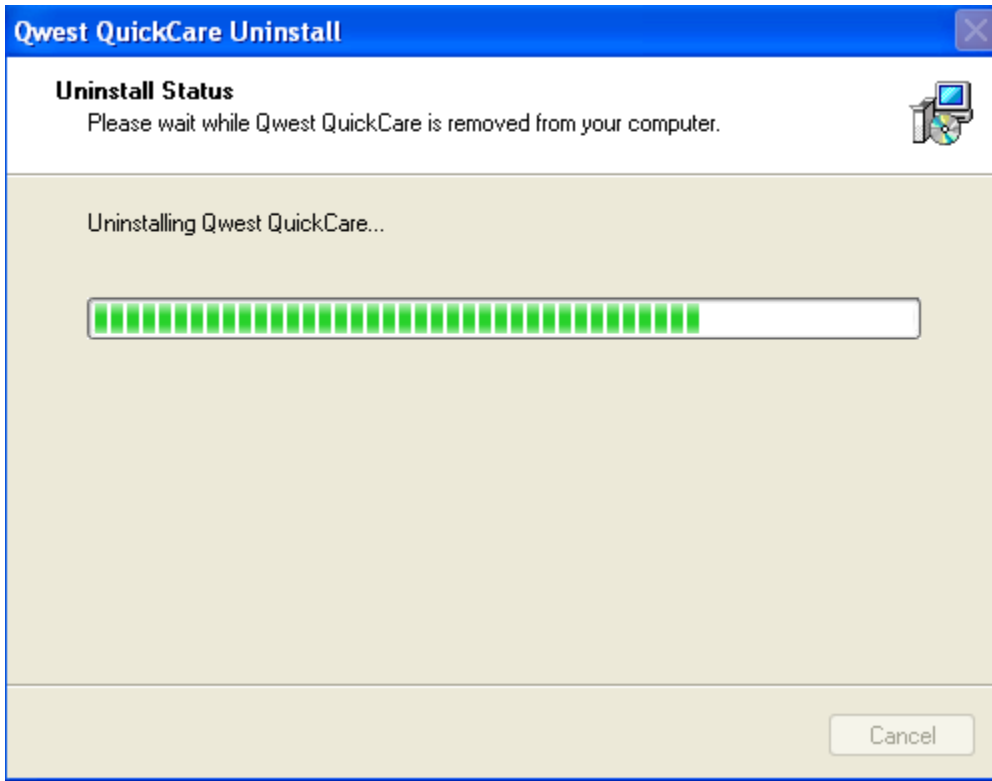 Qwest QuickCare Uninstall
Uninstall Status
Please wait while Qwest QuickCare is removed from your computer.
Uninstalling Qwest QuickCare...
Cancel